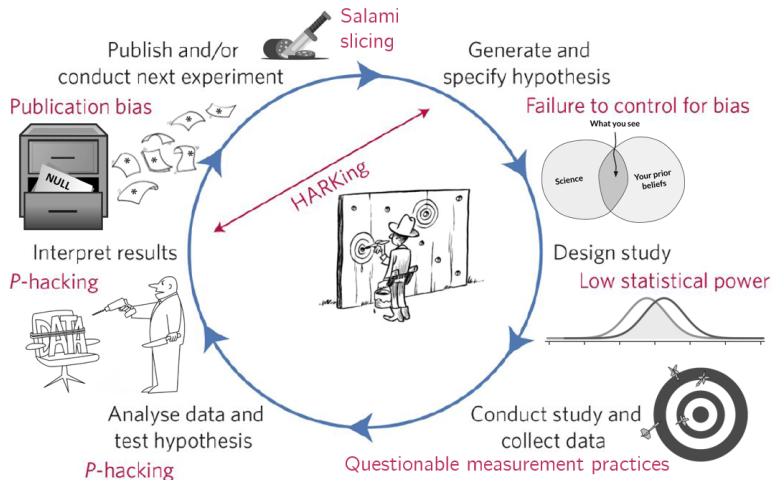 Salami
slicing
Publish and/or
conduct next experiment
Generate and
specify hypothesis
Publication bias
Failure to control for bias
What you see
Science
Your prior
beliefs
* * * * * *
NULL
HARKing
Interpret results
Design study
P-hacking
Low statistical power
DATA
Analyse data and
test hypothesis
Conduct study and
collect data
P-hacking
Questionable measurement practices